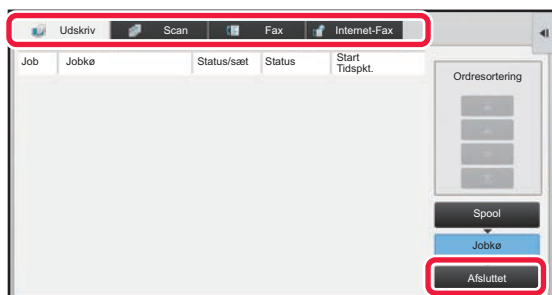 Udskriv Scan Fax Internet-Fax
Job Jobkø Status/sæt Status Start Tidspkt.
Ordresortering
Spool
Jobkø
Afsluttet